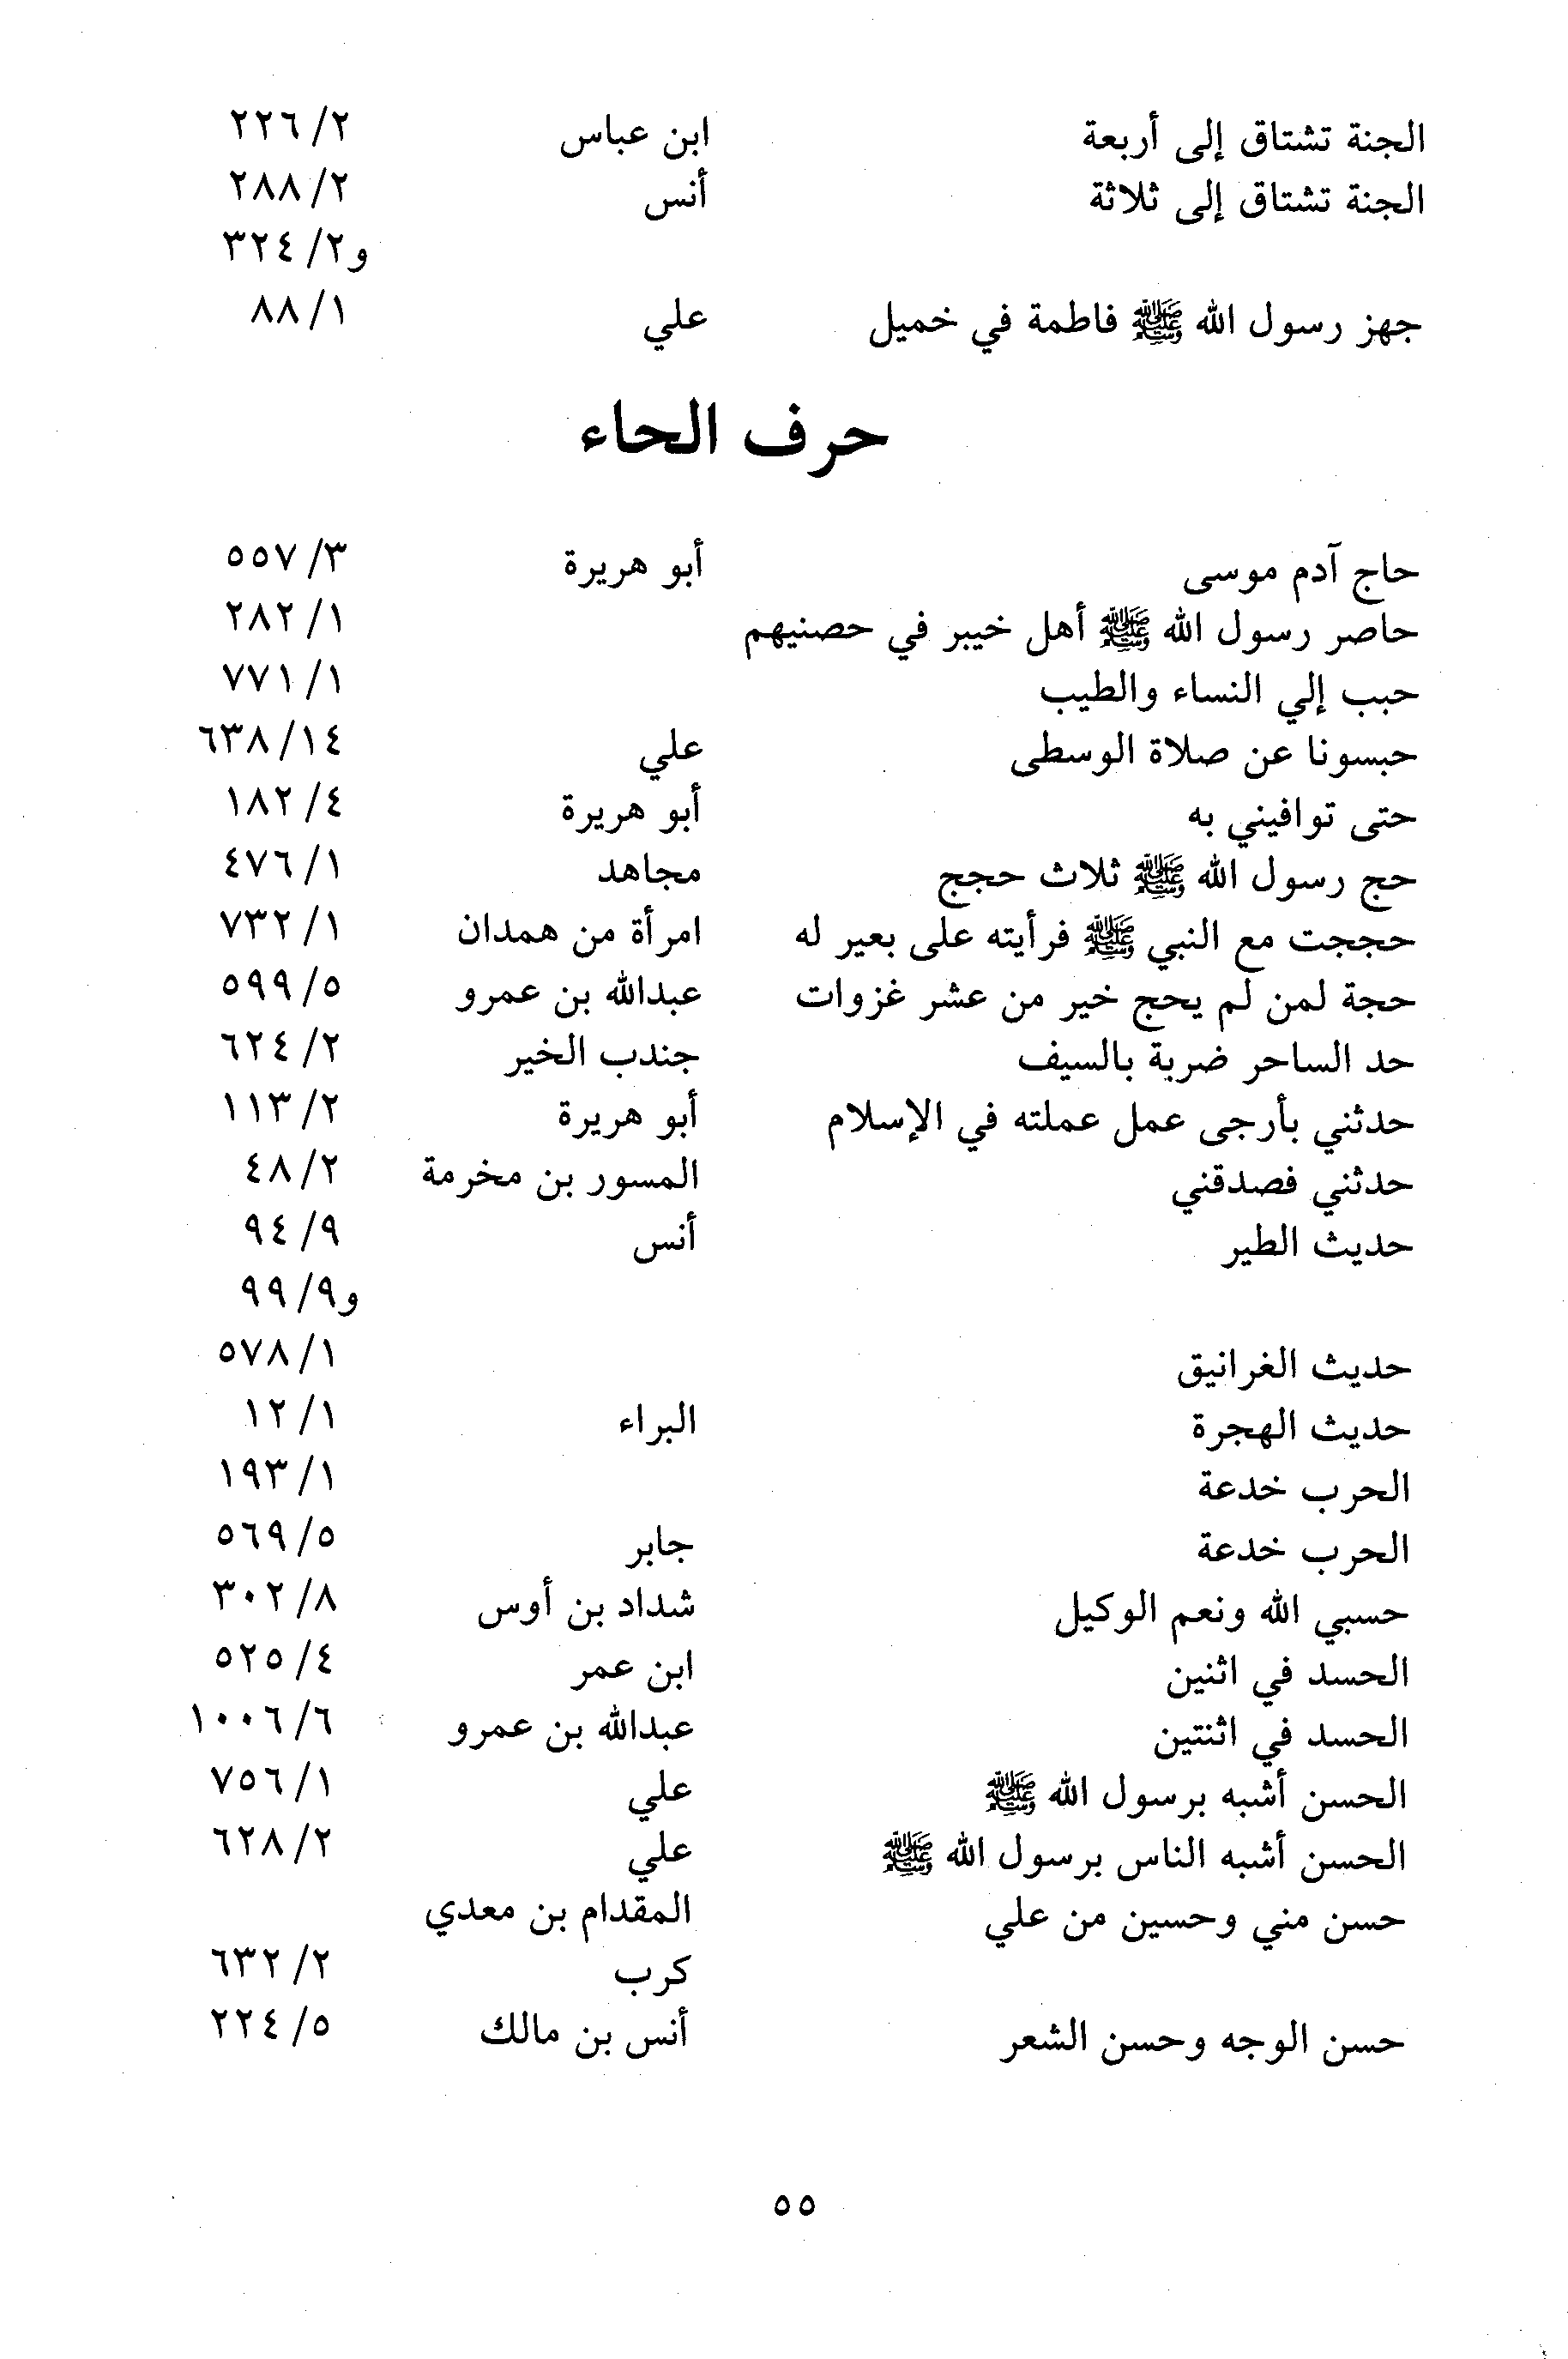 الجنة تشتاق إلى أربعة ابن عباس ٢/ ٢٢٦
الجنة تشتاق إلى ثلاثة أنس ٢/ ٢٨٨
و٢/ ٣٢٤
جهز رسول الله ﷺ فاطمة في خميل علي ١/ ٨٨
حرف الحاء
حاج آدم موسى أبو هريرة ٣/ ٥٥٧
حاصر رسول الله ﷺ أهل خيبر في حصنيهم ١/ ٢٨٢
حبب إلي النساء والطيب ١/ ٧٧١
حبسونا عن صلاة الوسطى علي ١٤/ ٦٣٨
حتى توافيني به أبو هريرة ٤/ ١٨٢
حج رسول الله ﷺ ثلاث حجج مجاهد ١/ ٤٧٦
حججت مع النبي ﷺ فرأيته على بعير له امرأة من همدان ١/ ٧٣٢
حجة لمن لم يحج خير من عشر غزوات عبدالله بن عمرو ٥/ ٥٩٩
حد الساحر ضربة بالسيف جندب الخير ٢/ ٦٢٤
حدثني بأرجى عمل عملته في الإسلام أبو هريرة ٢/ ١١٣
حدثني فصدقني المسور بن مخرمة ٢/ ٤٨
حديث الطير أنس ٩/ ٩٤
و٩/ ٩٩
حديث الغرانيق ١/ ٥٧٨
حديث الهجرة البراء ١/ ١٢
الحرب خدعة ١/ ١٩٣
الحرب خدعة جابر ٥/ ٥٦٩
حسبي الله ونعم الوكيل شداد بن أوس ٨/ ٣٠٢
الحسد في اثنين ابن عمر ٤/ ٥٢٥
الحسد في اثنتين عبدالله بن عمرو ٦/ ١٠٠٦
الحسن أشبه برسول الله ﷺ علي ١/ ٧٥٦
الحسن أشبه الناس برسول الله ﷺ علي ٢/ ٦٢٨
حسن مني وحسين من علي المقدام بن معدي
كرب ٢/ ٦٣٢
حسن الوجه وحسن الشعر أنس بن مالك ٥/ ٢٢٤
٥٥